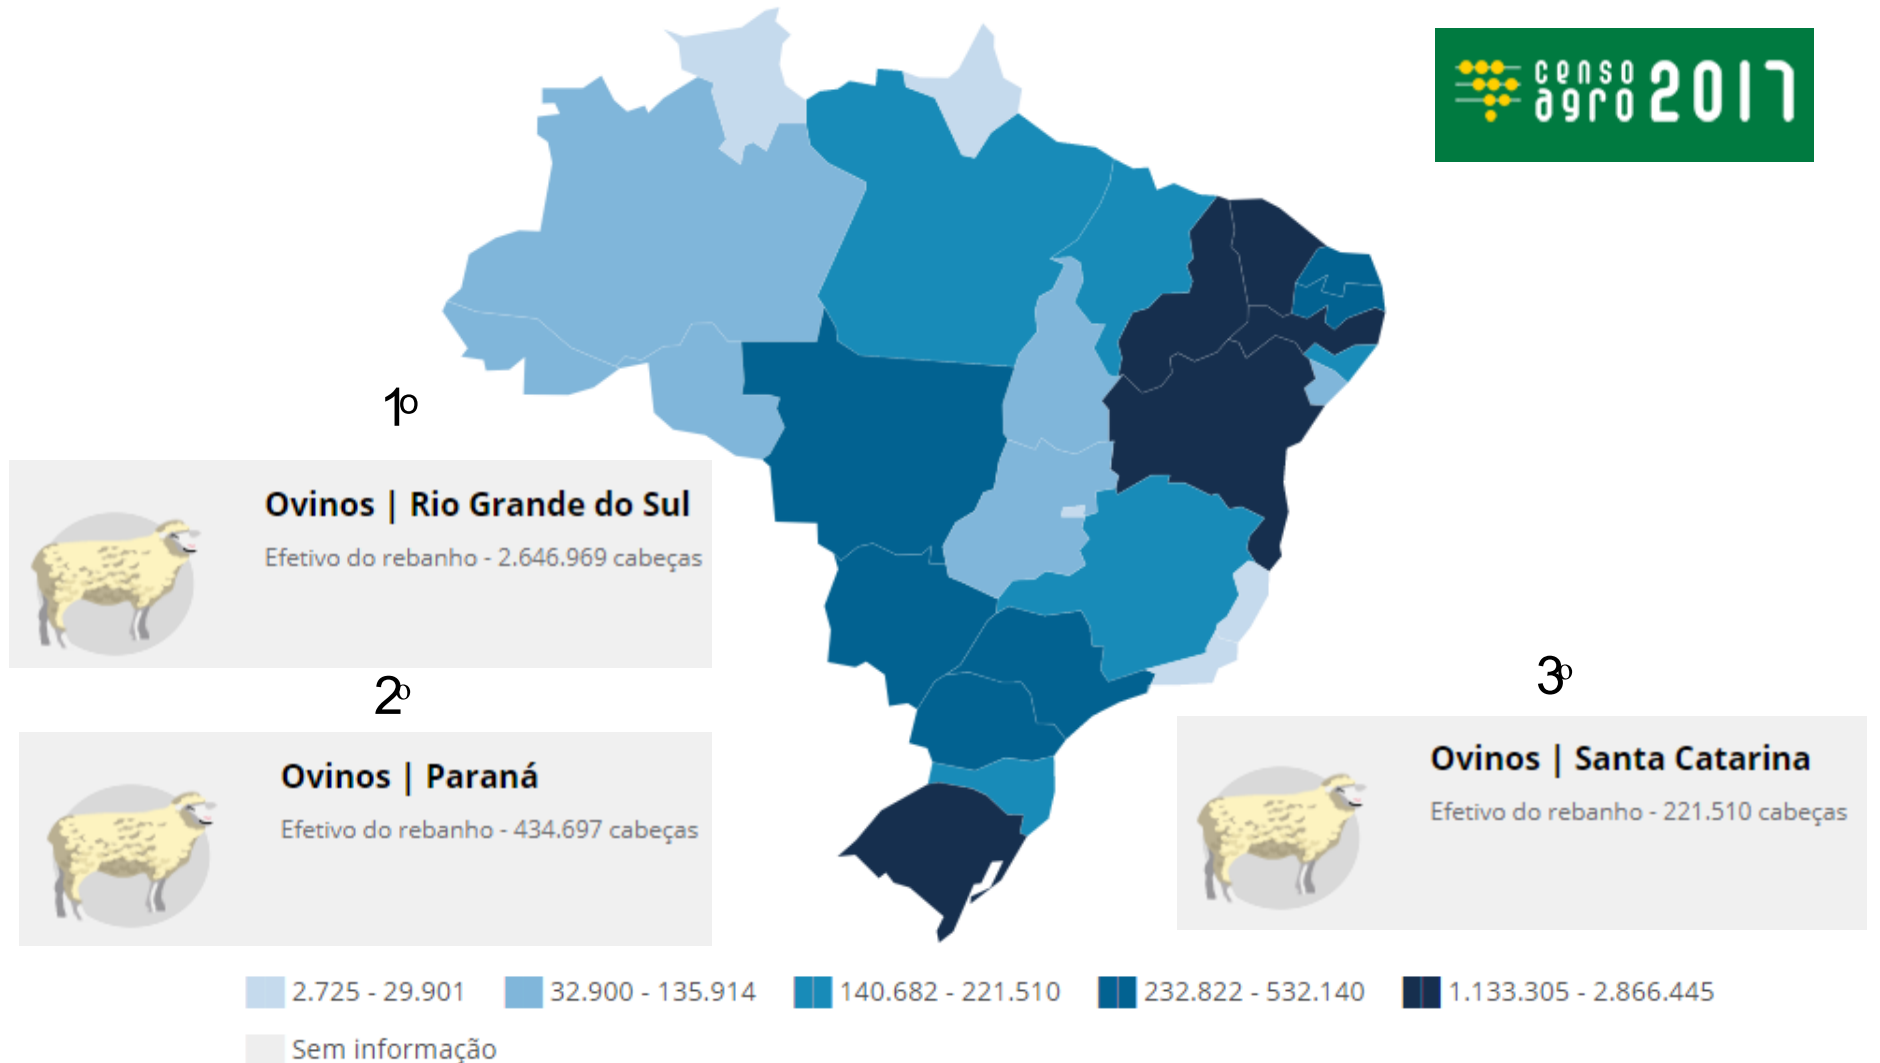 censo
agro 2017
1º
Ovinos | Rio Grande do Sul
Efetivo do rebanho - 2.646.969 cabeças
2º
Ovinos | Paraná
Efetivo do rebanho - 434.697 cabeças
3º
Ovinos | Santa Catarina
Efetivo do rebanho - 221.510 cabeças
2.725 - 29.901 32.900 - 135.914 140.682 - 221.510 232.822 - 532.140 1.133.305 - 2.866.445
Sem informação